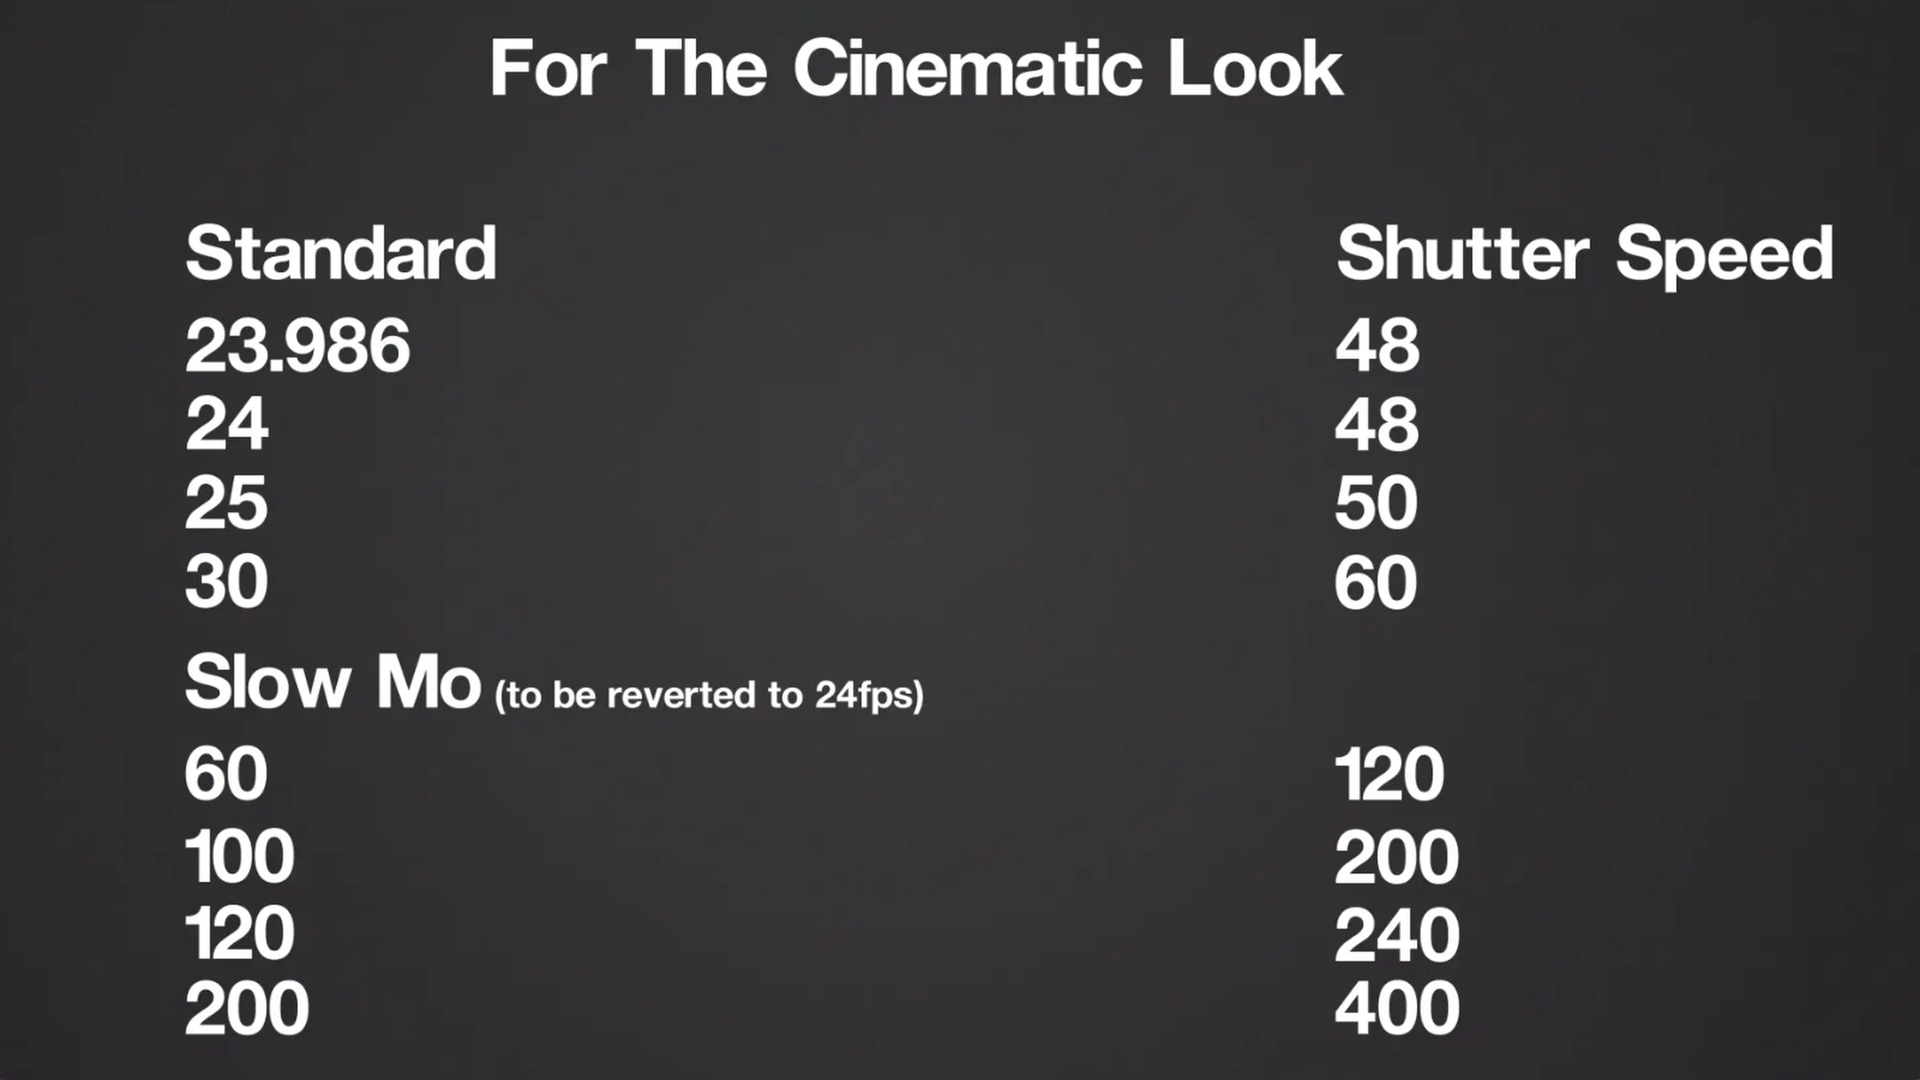 For The Cinematic Look
Standard Shutter Speed
23.986 48
24 48
25 50
30 60
Slow Mo (to be reverted to 24fps)
60 120
100 200
120 240
200 400